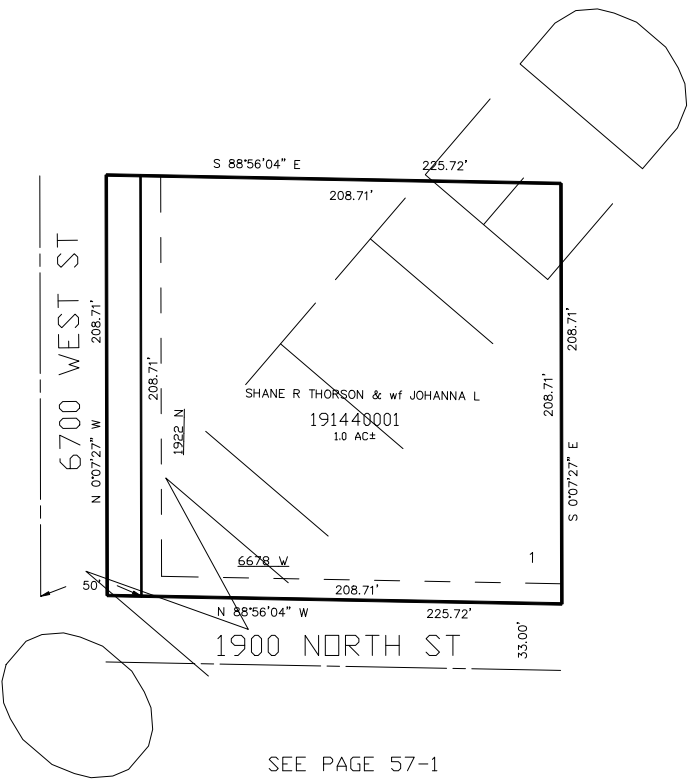 S 88°56'04" E
225.72'
208.71'
6700 WEST ST
208.71'
N 0°07'27" W
208.71'
1922 N
SHANE R THORSON & wf JOHANNA L
191440001
1.0 AC±
208.71'
208.71'
S 0°07'27" E
6678 W
1
50'
208.71'
N 88°56'04" W
225.72'
1900 NORTH ST
33.00'
SEE PAGE 57-1